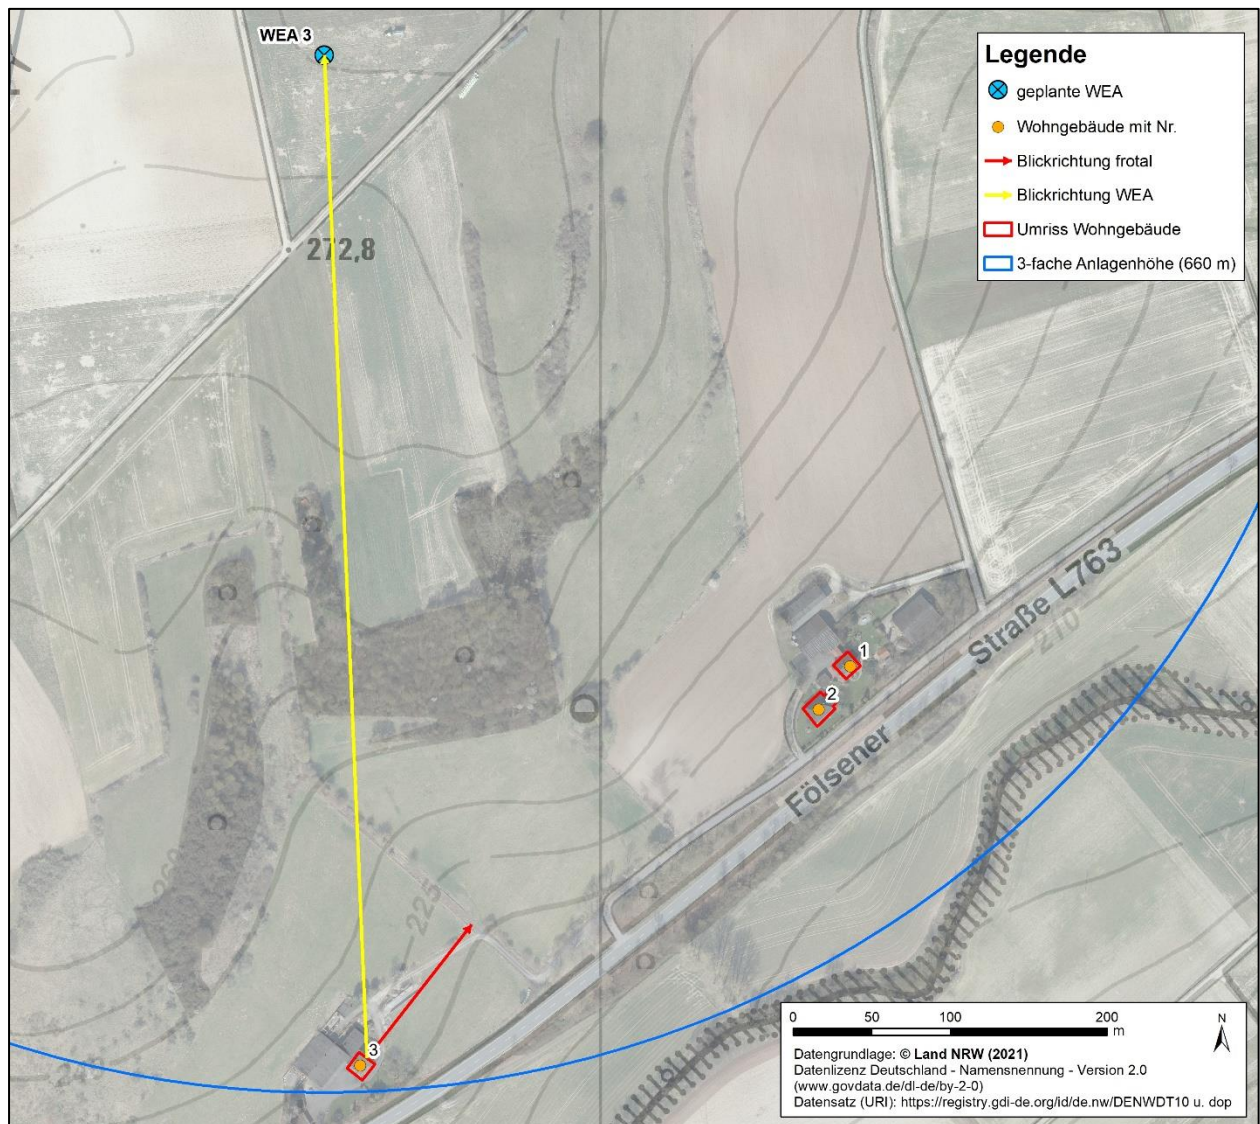 WEA 3
Legende
geplante WEA
Wohngebäude mit Nr.
Blickrichtung frotal
Blickrichtung WEA
Umriss Wohngebäude
3-fache Anlagenhöhe (660 m)
272,8
1
2
Fölsener Straße L763
210
225
3
0 50 100 200
m
N
Datengrundlage: © Land NRW (2021)
Datenlizenz Deutschland - Namensnennung - Version 2.0
(www.govdata.de/dl-de/by-2-0)
Datensatz (URI): https://registry.gdi-de.org/id/de.nw/DENWDT10 u. dop